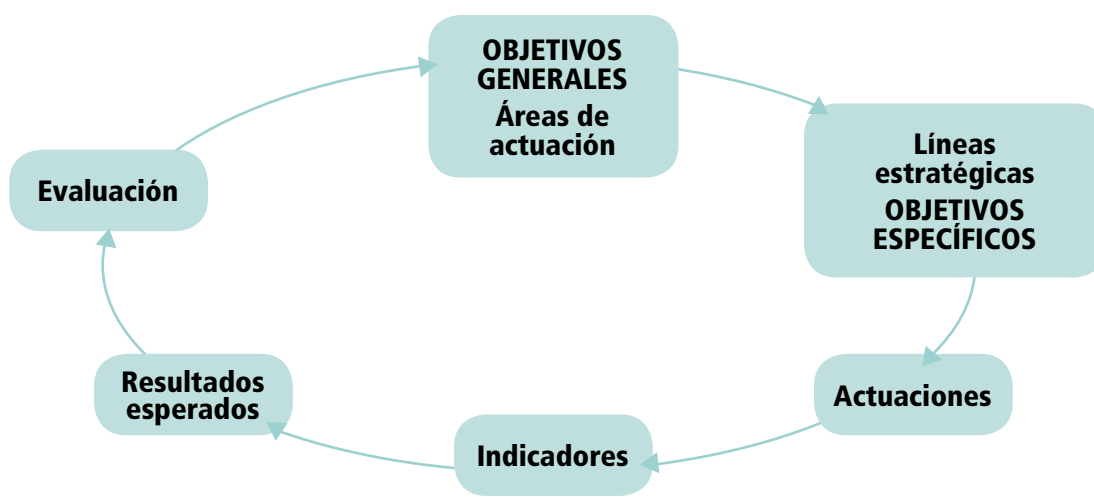 OBJETIVOS
GENERALES
Áreas de
actuación
Líneas
estratégicas
OBJETIVOS
ESPECÍFICOS
Actuaciones
Indicadores
Resultados
esperados
Evaluación